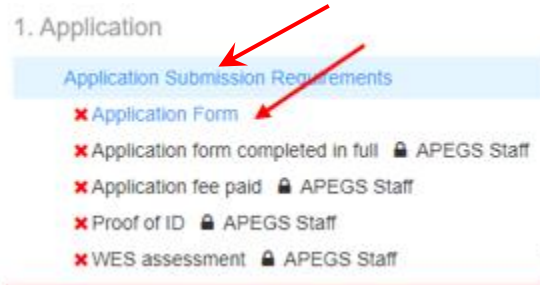 1. Application
Application Submission Requirements
Application Form
Application form completed in full APEGS Staff
Application fee paid APEGS Staff
Proof of ID APEGS Staff
WES assessment APEGS Staff